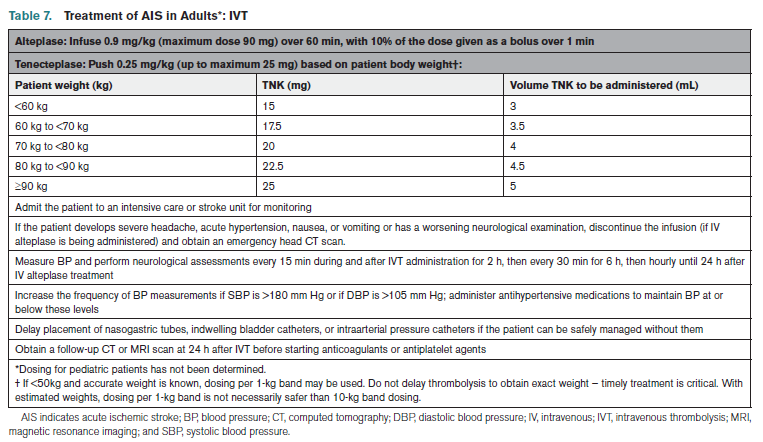 Table 7. Treatment of AIS in Adults*: IVT
Alteplase: Infuse 0.9 mg/kg (maximum dose 90 mg) over 60 min, with 10% of the dose given as a bolus over 1 min
Tenecteplase: Push 0.25 mg/kg (up to maximum 25 mg) based on patient body weight†:
Patient weight (kg) TNK (mg) Volume TNK to be administered (mL)
<60 kg 15 3
60 kg to <70 kg 17.5 3.5
70 kg to <80 kg 20 4
80 kg to <90 kg 22.5 4.5
≥90 kg 25 5
Admit the patient to an intensive care or stroke unit for monitoring
If the patient develops severe headache, acute hypertension, nausea, or vomiting or has a worsening neurological examination, discontinue the infusion (if IV
alteplase is being administered) and obtain an emergency head CT scan.
Measure BP and perform neurological assessments every 15 min during and after IVT administration for 2 h, then every 30 min for 6 h, then hourly until 24 h after
IV alteplase treatment
Increase the frequency of BP measurements if SBP is >180 mm Hg or if DBP is >105 mm Hg; administer antihypertensive medications to maintain BP at or
below these levels
Delay placement of nasogastric tubes, indwelling bladder catheters, or intraarterial pressure catheters if the patient can be safely managed without them
Obtain a follow-up CT or MRI scan at 24 h after IVT before starting anticoagulants or antiplatelet agents
*Dosing for pediatric patients has not been determined.
† If <50kg and accurate weight is known, dosing per 1-kg band may be used. Do not delay thrombolysis to obtain exact weight – timely treatment is critical. With
estimated weights, dosing per 1-kg band is not necessarily safer than 10-kg band dosing.
AIS indicates acute ischemic stroke; BP, blood pressure; CT, computed tomography; DBP, diastolic blood pressure; IV, intravenous; IVT, intravenous thrombolysis; MRI,
magnetic resonance imaging; and SBP, systolic blood pressure.